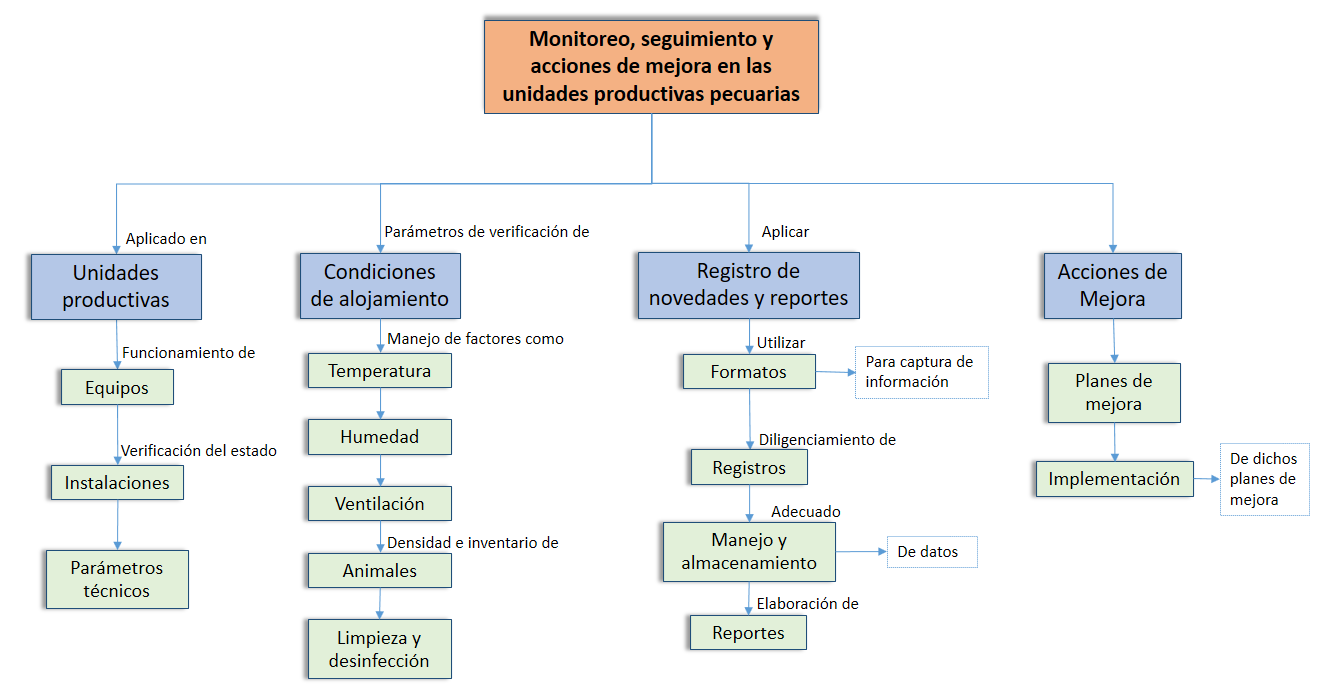 Monitoreo, seguimiento y
acciones de mejora en las
unidades productivas pecuarias
Aplicado en
Unidades
productivas
Funcionamiento de
Equipos
Verificación del estado
Instalaciones
Parámetros
técnicos
Parámetros de verificación de
Condiciones
de alojamiento
Manejo de factores como
Temperatura
Humedad
Ventilación
Densidad e inventario de
Animales
Limpieza y
desinfección
Aplicar
Registro de
novedades y reportes
Utilizar
Formatos
Para captura de
información
Diligenciamiento de
Registros
Adecuado
Manejo y
almacenamiento
De datos
Elaboración de
Reportes
Acciones de
Mejora
Planes de
mejora
Implementación
De dichos
planes de
mejora